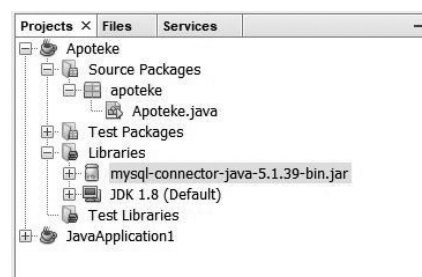 Projects × Files Services
Apoteke
Source Packages
apoteke
Apoteke.java
Test Packages
Libraries
mysql-connector-java-5.1.39-bin.jar
JDK 1.8 (Default)
Test Libraries
JavaApplication1